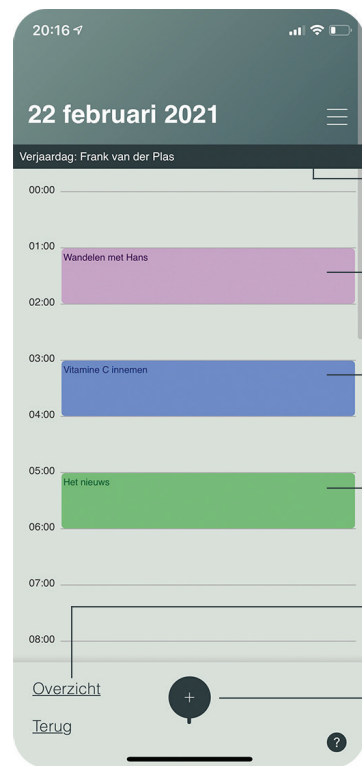 20:16
22 februari 2021
Verjaardag: Frank van der Plas
00:00
01:00
Wandelen met Hans
02:00
03:00
Vitamine C innemen
04:00
05:00
Het nieuws
06:00
07:00
08:00
Overzicht
+
Terug
?